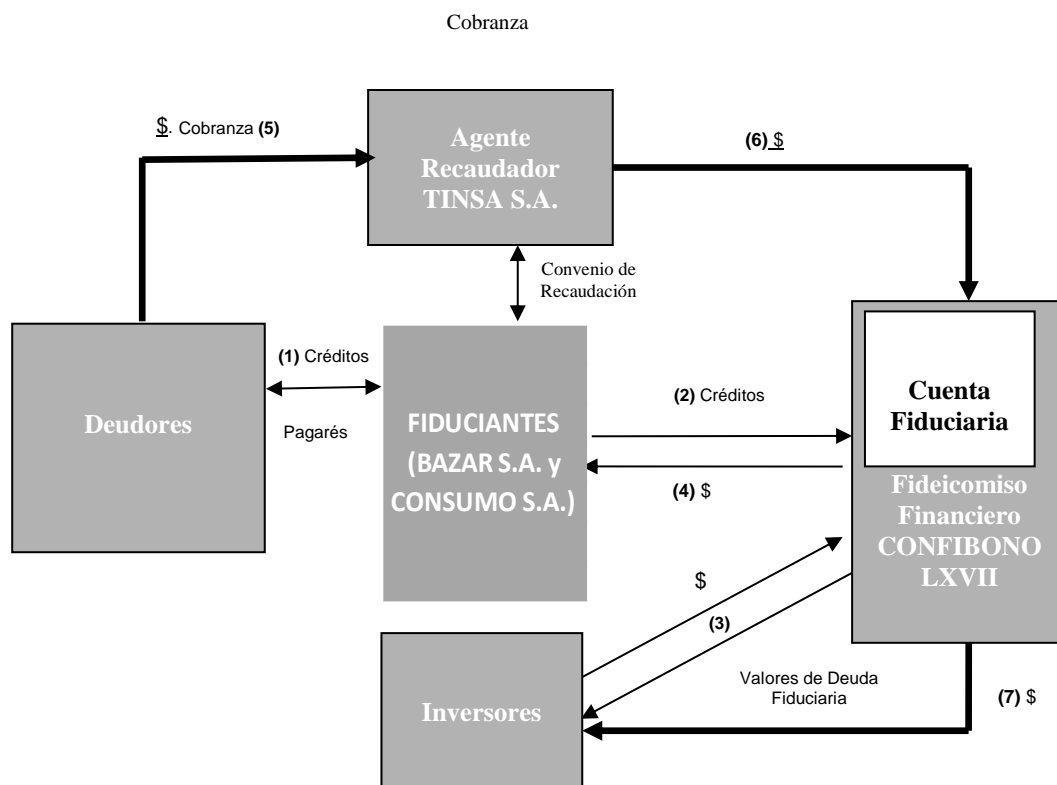 Cobranza
$. Cobranza (5)
Agente
Recaudador
TINSA S.A.
(6) $
Convenio de
Recaudación
(1) Créditos
Pagarés
Deudores
FIDUCIANTES
(BAZAR S.A. y
CONSUMO S.A.)
(2) Créditos
(4) $
Cuenta
Fiduciaria
Fideicomiso
Financiero
CONFIBONO
LXVII
$
(3)
Valores de Deuda
Fiduciaria
(7) $
Inversores